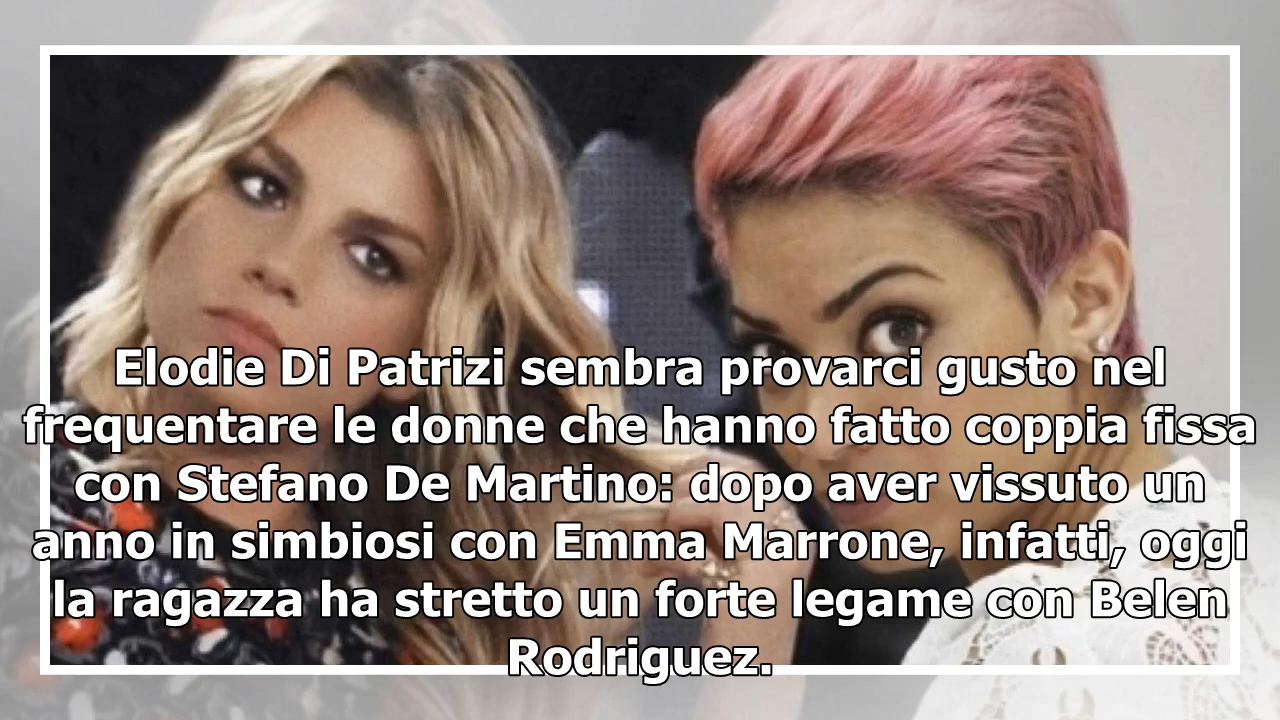 Elodie Di Patrizi sembra provarci gusto nel
frequentare le donne che hanno fatto coppia fissa
con Stefano De Martino: dopo aver vissuto un
anno in simbiosi con Emma Marrone, infatti, oggi
la ragazza ha stretto un forte legame con Belen
Rodriguez.